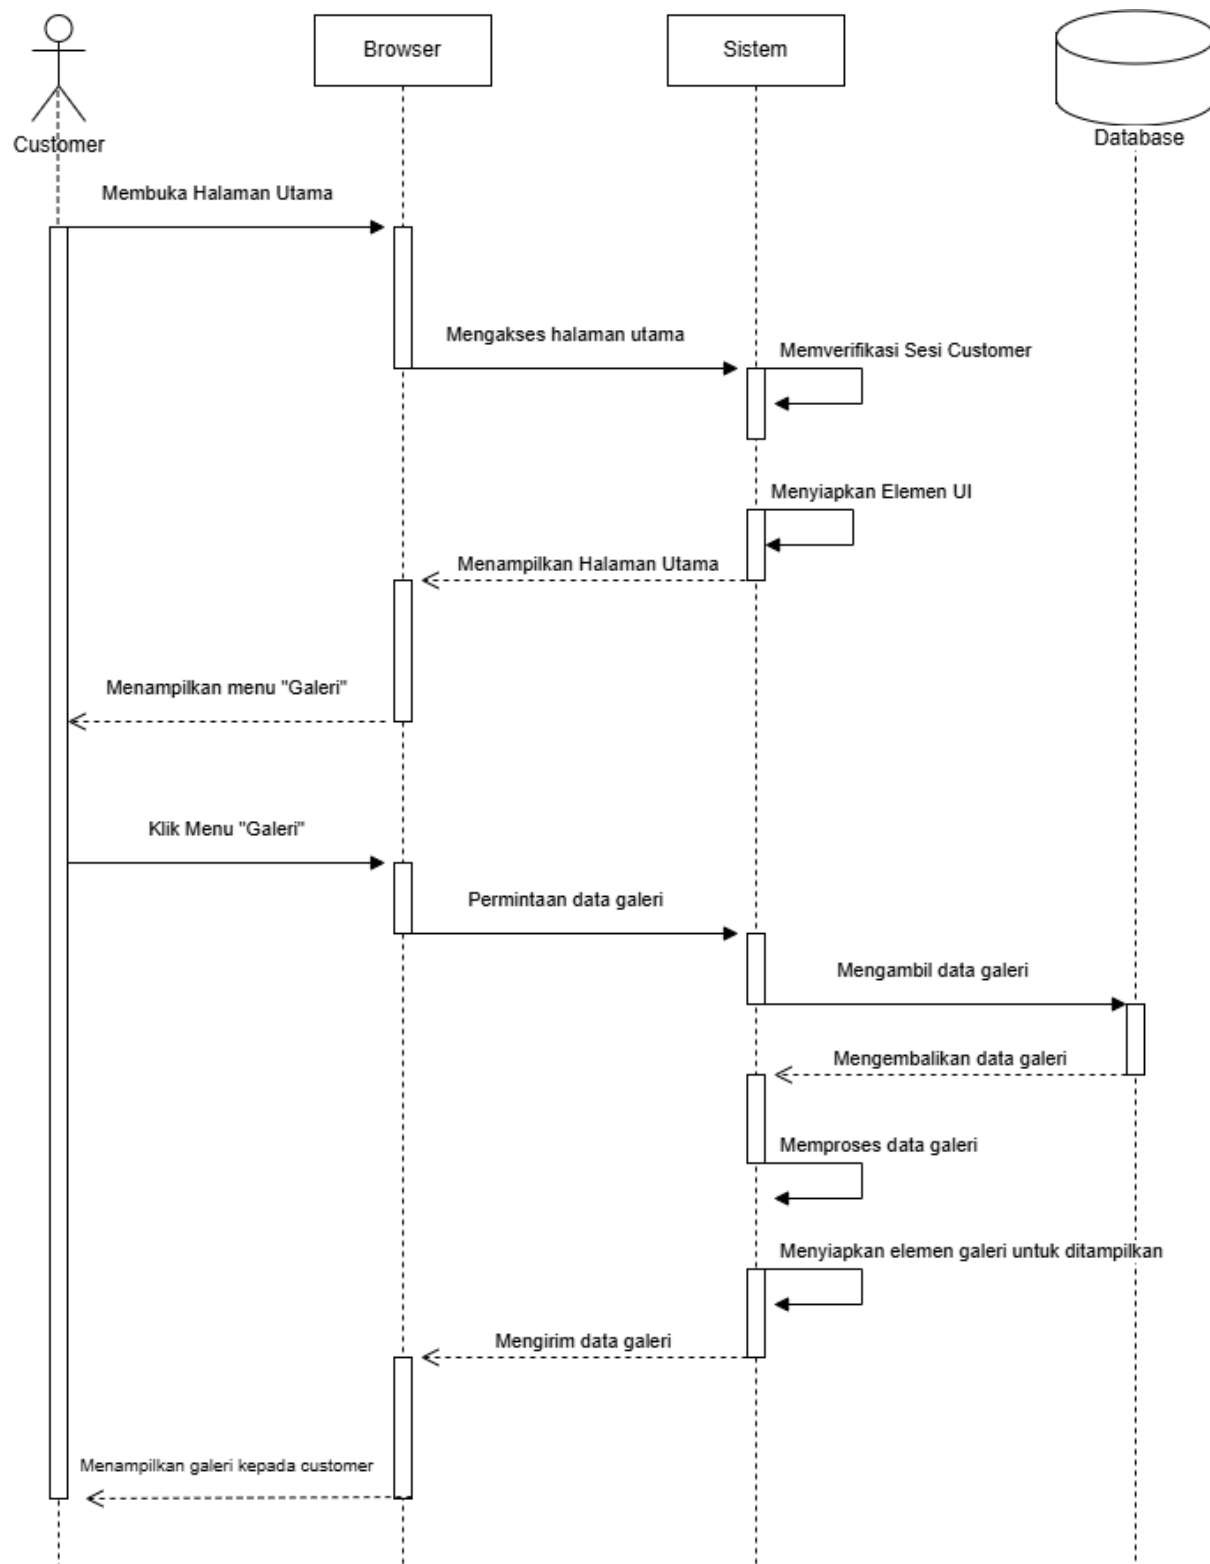 Browser
Sistem
Customer
Database
Membuka Halaman Utama
Mengakses halaman utama
Memverifikasi Sesi Customer
Menyiapkan Elemen UI
Menampilkan Halaman Utama
Menampilkan menu "Galeri"
Klik Menu "Galeri"
Permintaan data galeri
Mengambil data galeri
Mengembalikan data galeri
Memproses data galeri
Menyiapkan elemen galeri untuk ditampilkan
Mengirim data galeri
Menampilkan galeri kepada customer